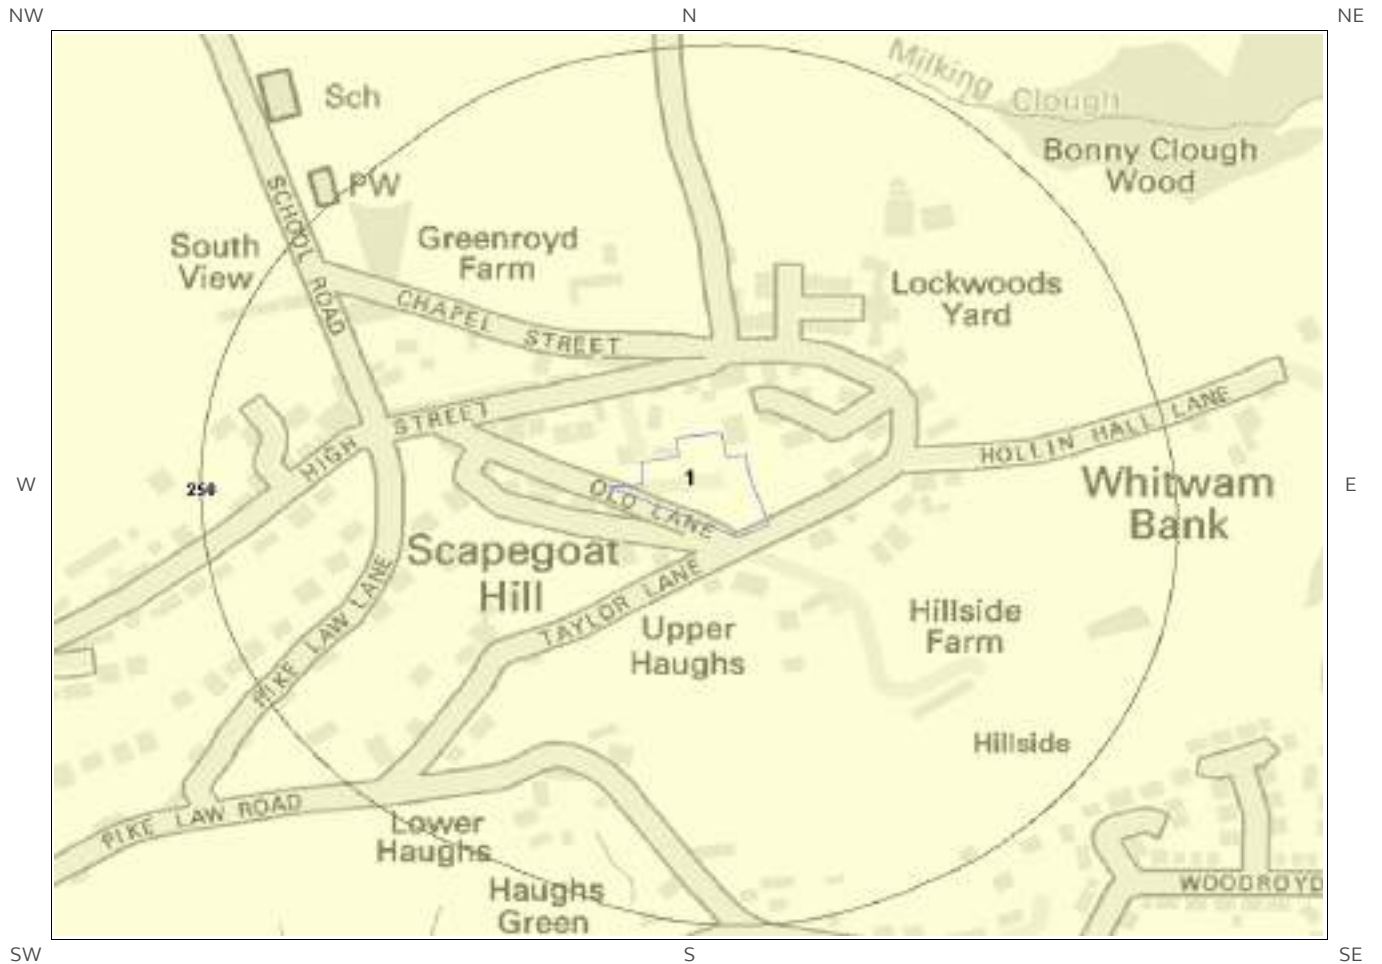 NW
N
NE
Milking
Clough
Sch
Bonny Clough
Wood
PW
SCHOOL ROAD
South
View
Greenroyd
Farm
Lockwoods
Yard
CHAPEL STREET
HIGH STREET
HOLLIN HALL LANE
W
250
1
E
OLD LANE
Whitwam
Bank
Scapegoat
Hill
PIKE LAW LANE
TAYLOR LANE
Upper
Haughs
Hillside
Farm
Hillside
PIKE LAW ROAD
Lower
Haughs
Haughs
Green
WOODROYD
SW
S
SE